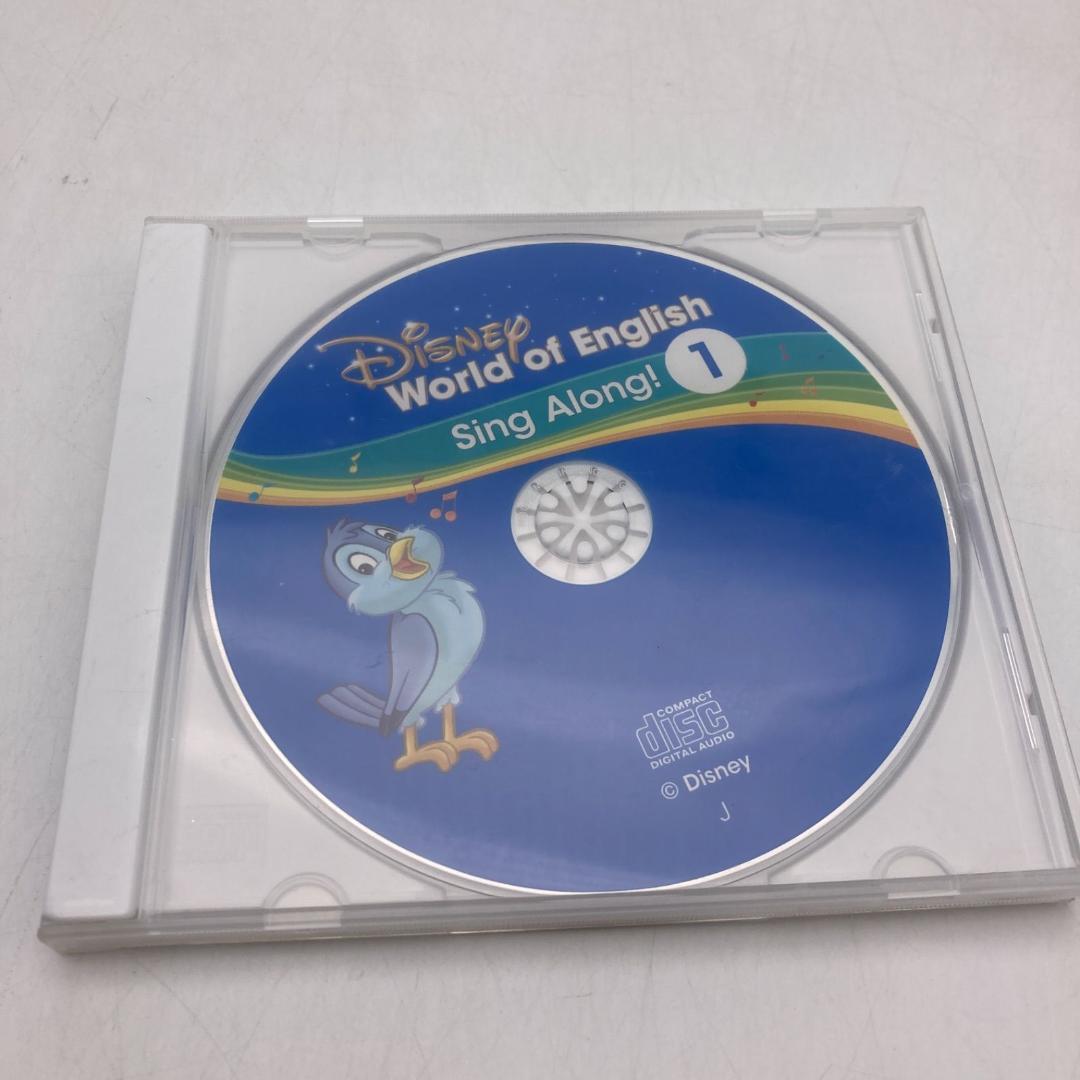 Disney
World of English
Sing Along! 1
COMPACT
disc
DIGITAL AUDIO
© Disney
J